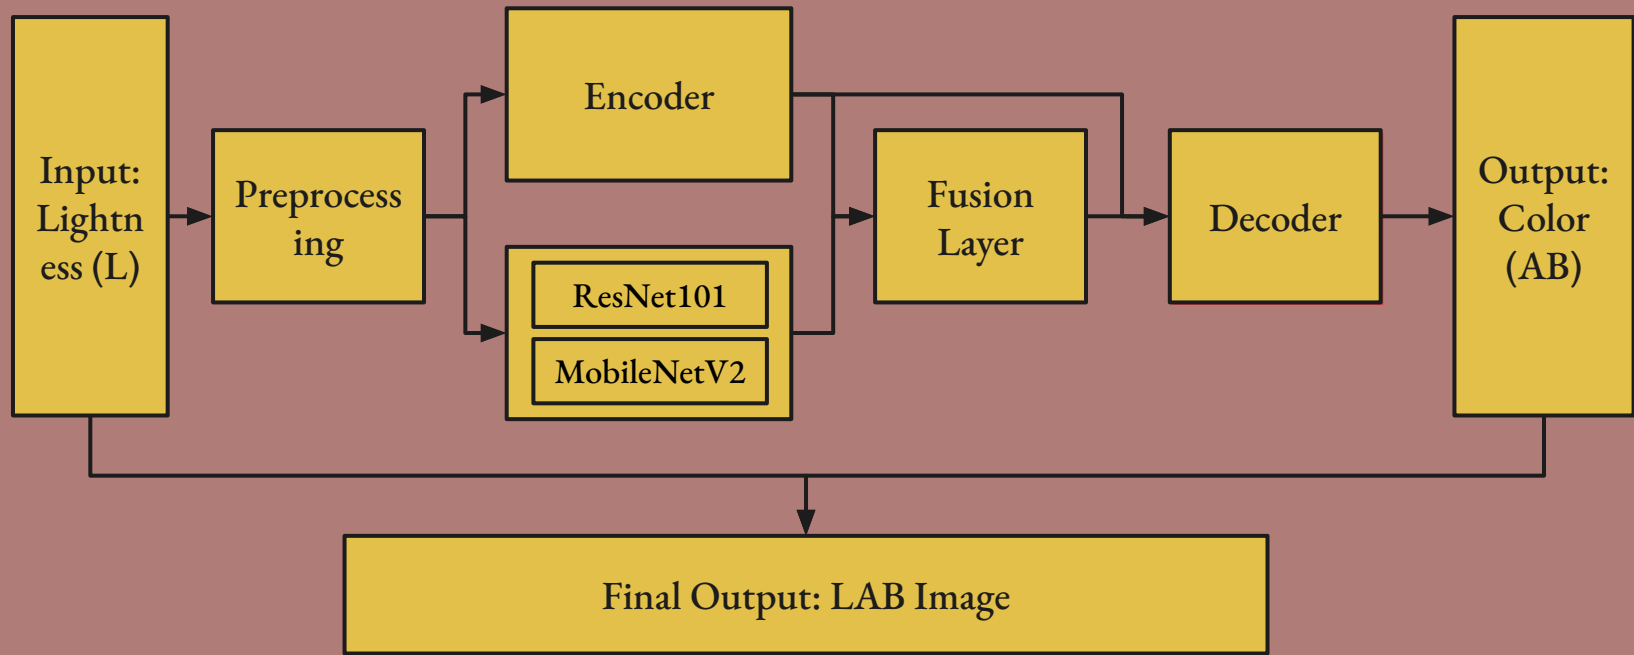 Input:
Lightn
ess (L)
Preprocess
ing
Encoder
ResNet101
MobileNetV2
Fusion
Layer
Decoder
Output:
Color
(AB)
Final Output: LAB Image